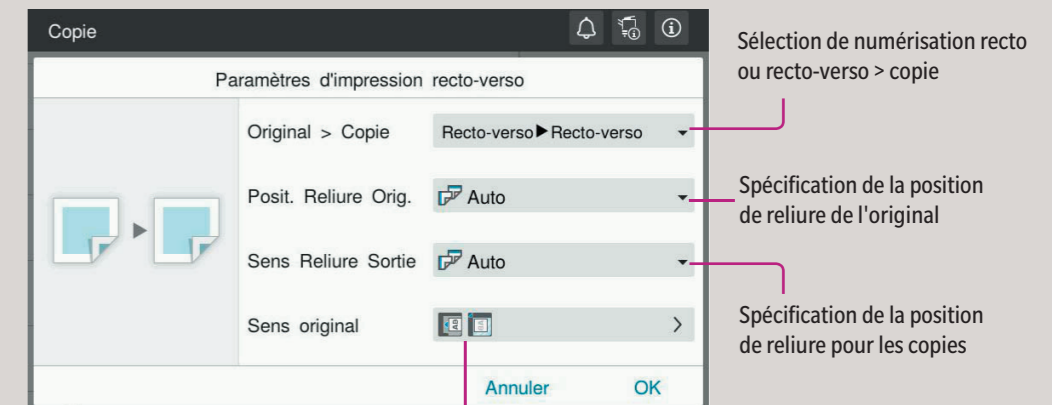 Copie
Paramètres d'impression recto-verso
Original > Copie
Recto-verso▶Recto-verso
Posit. Reliure Orig.
Auto
Sens Reliure Sortie
Auto
Sens original
Annuler
OK
Sélection de numérisation recto
ou recto-verso > copie
Spécification de la position
de reliure de l'original
Spécification de la position
de reliure pour les copies